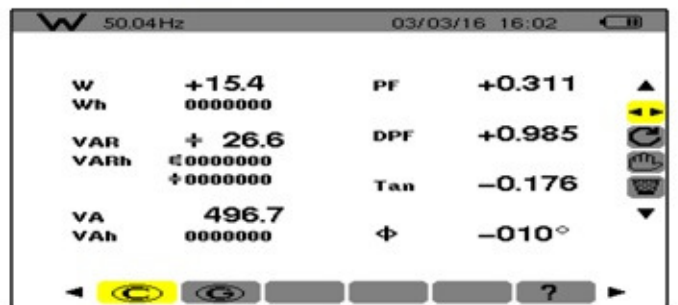 W 50.04Hz 03/03/16 16:02
W +15.4 PF +0.311
Wh 0000000
VAR ⏈ 26.6 DPF +0.985
VARh 0000000
0000000 Tan -0.176
VA 496.7
VAh 0000000 Φ -010°
C G ?